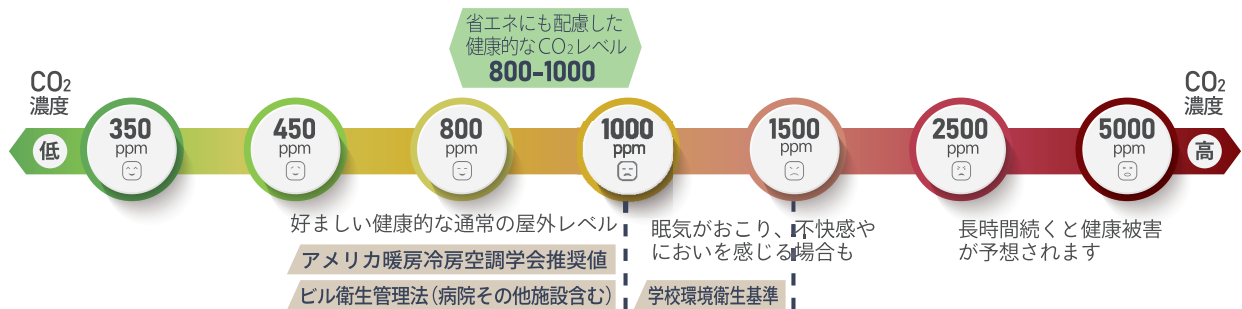 省エネにも配慮した
健康的なCO₂レベル
800-1000
CO₂
濃度
低
350
ppm
450
ppm
800
ppm
1000
ppm
1500
ppm
2500
ppm
5000
ppm
CO₂
濃度
高
好ましい健康的な通常の屋外レベル
アメリカ暖房冷房空調学会推奨値
ビル衛生管理法(病院その他施設含む)
眠気がおこり、不快感や
においを感じる場合も
学校環境衛生基準
長時間続くと健康被害
が予想されます